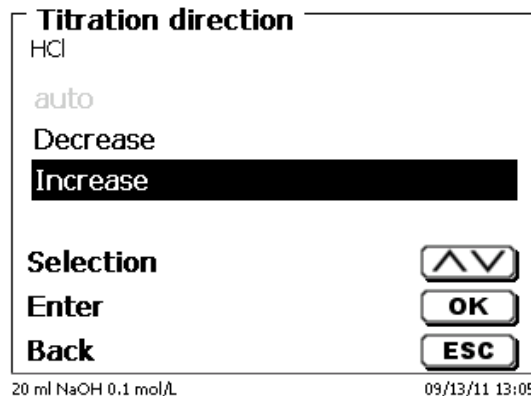 Titration direction
HCl
auto
Decrease
Increase
Selection
Enter OK
Back ESC
20 ml NaOH 0.1 mol/L 09/13/11 13:05